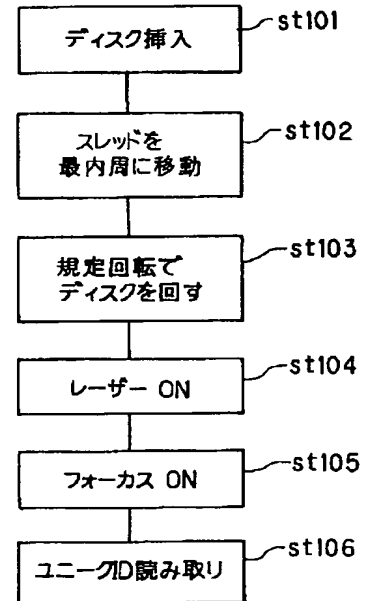 ディスク挿入
st101
スレッドを
最内周に移動
st102
規定回転で
ディスクを回す
st103
レーザー ON
st104
フォーカス ON
st105
ユニークID読み取り
st106